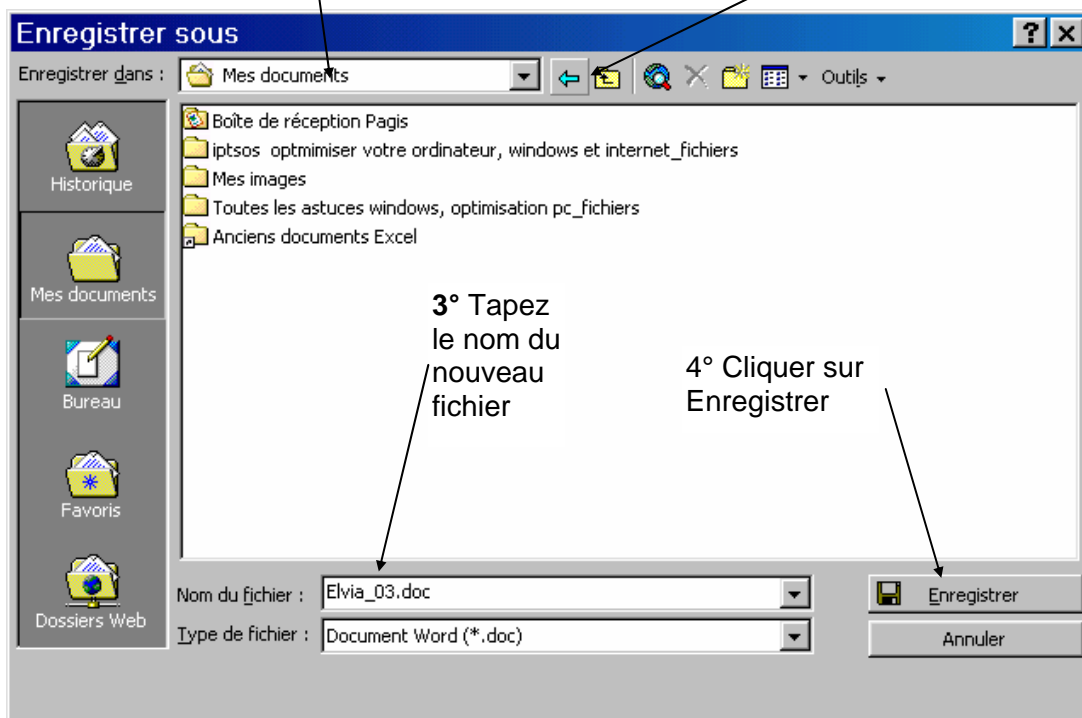 Enregistrer sous
Enregistrer dans :
Mes documents
Outils
Historique
Mes documents
Bureau
Favoris
Dossiers Web
Boîte de réception Pagis
iptsos optmimiser votre ordinateur, windows et internet_fichiers
Mes images
Toutes les astuces windows, optimisation pc_fichiers
Anciens documents Excel
3° Tapez
le nom du
nouveau
fichier
4° Cliquer sur
Enregistrer
Nom du fichier :
Elvia_03.doc
Enregistrer
Type de fichier :
Document Word (*.doc)
Annuler